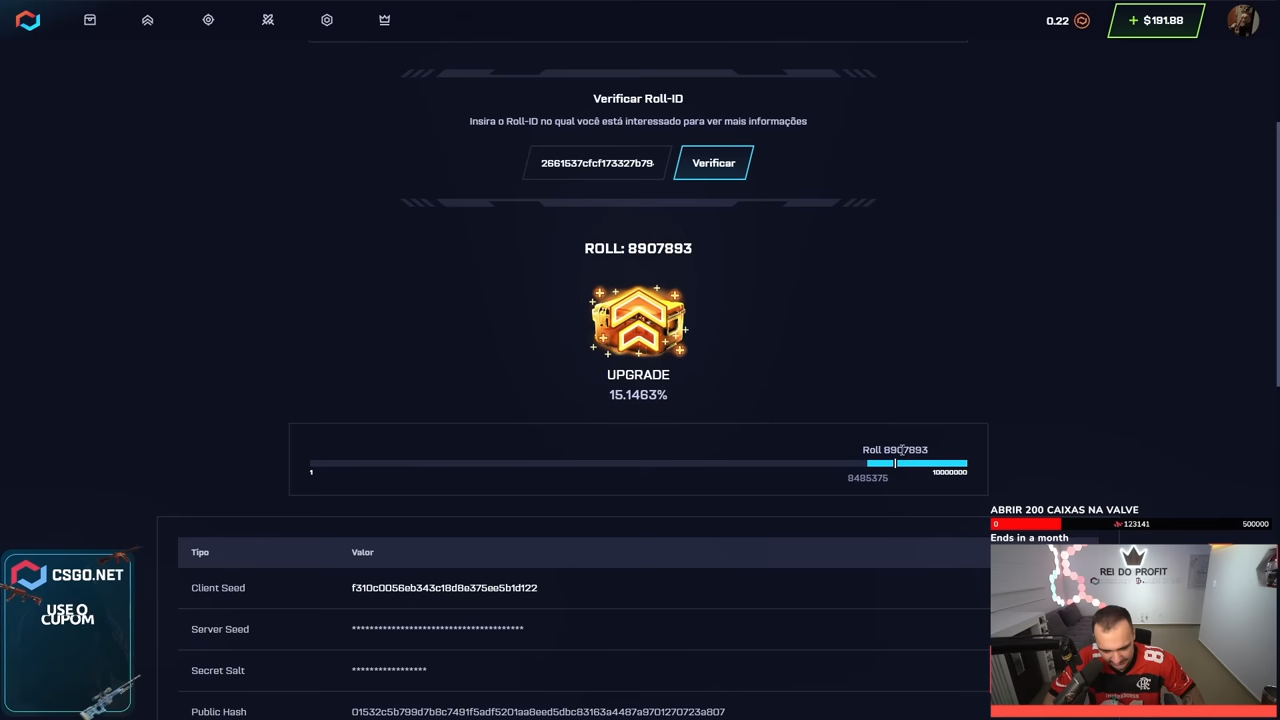 0.22
+ $191.88
Verificar Roll-ID
Insira o Roll-ID no qual você está interessado para ver mais informações
2661537cfcf173327b79
Verificar
ROLL: 8907893
UPGRADE
15.1463%
Roll 8907893
1
10000000
8485375
ABRIR 200 CAIXAS NA VALVE
0
123141
500000
Ends in a month
Tipo
Valor
Client Seed
f310c0056eb343c18d8e375ee5b1d122
Server Seed
***************************************
Secret Salt
*****************
Public Hash
01532c5b799d7b8c7491f5adf5201aa8eed5dbc83163a4487a9701270723a807
CSGO.NET
USE O
CUPOM
REI DO PROFIT